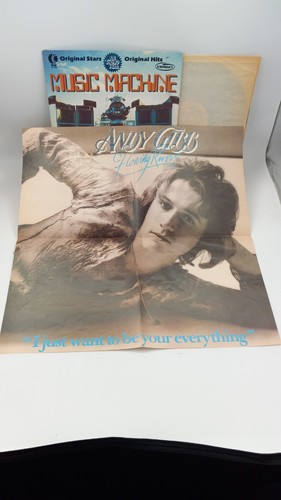 Original Stars
Original Hits
MUSIC MACHINE
ANDY GIBB
Flowing Rivers
"I just want to be your everything"